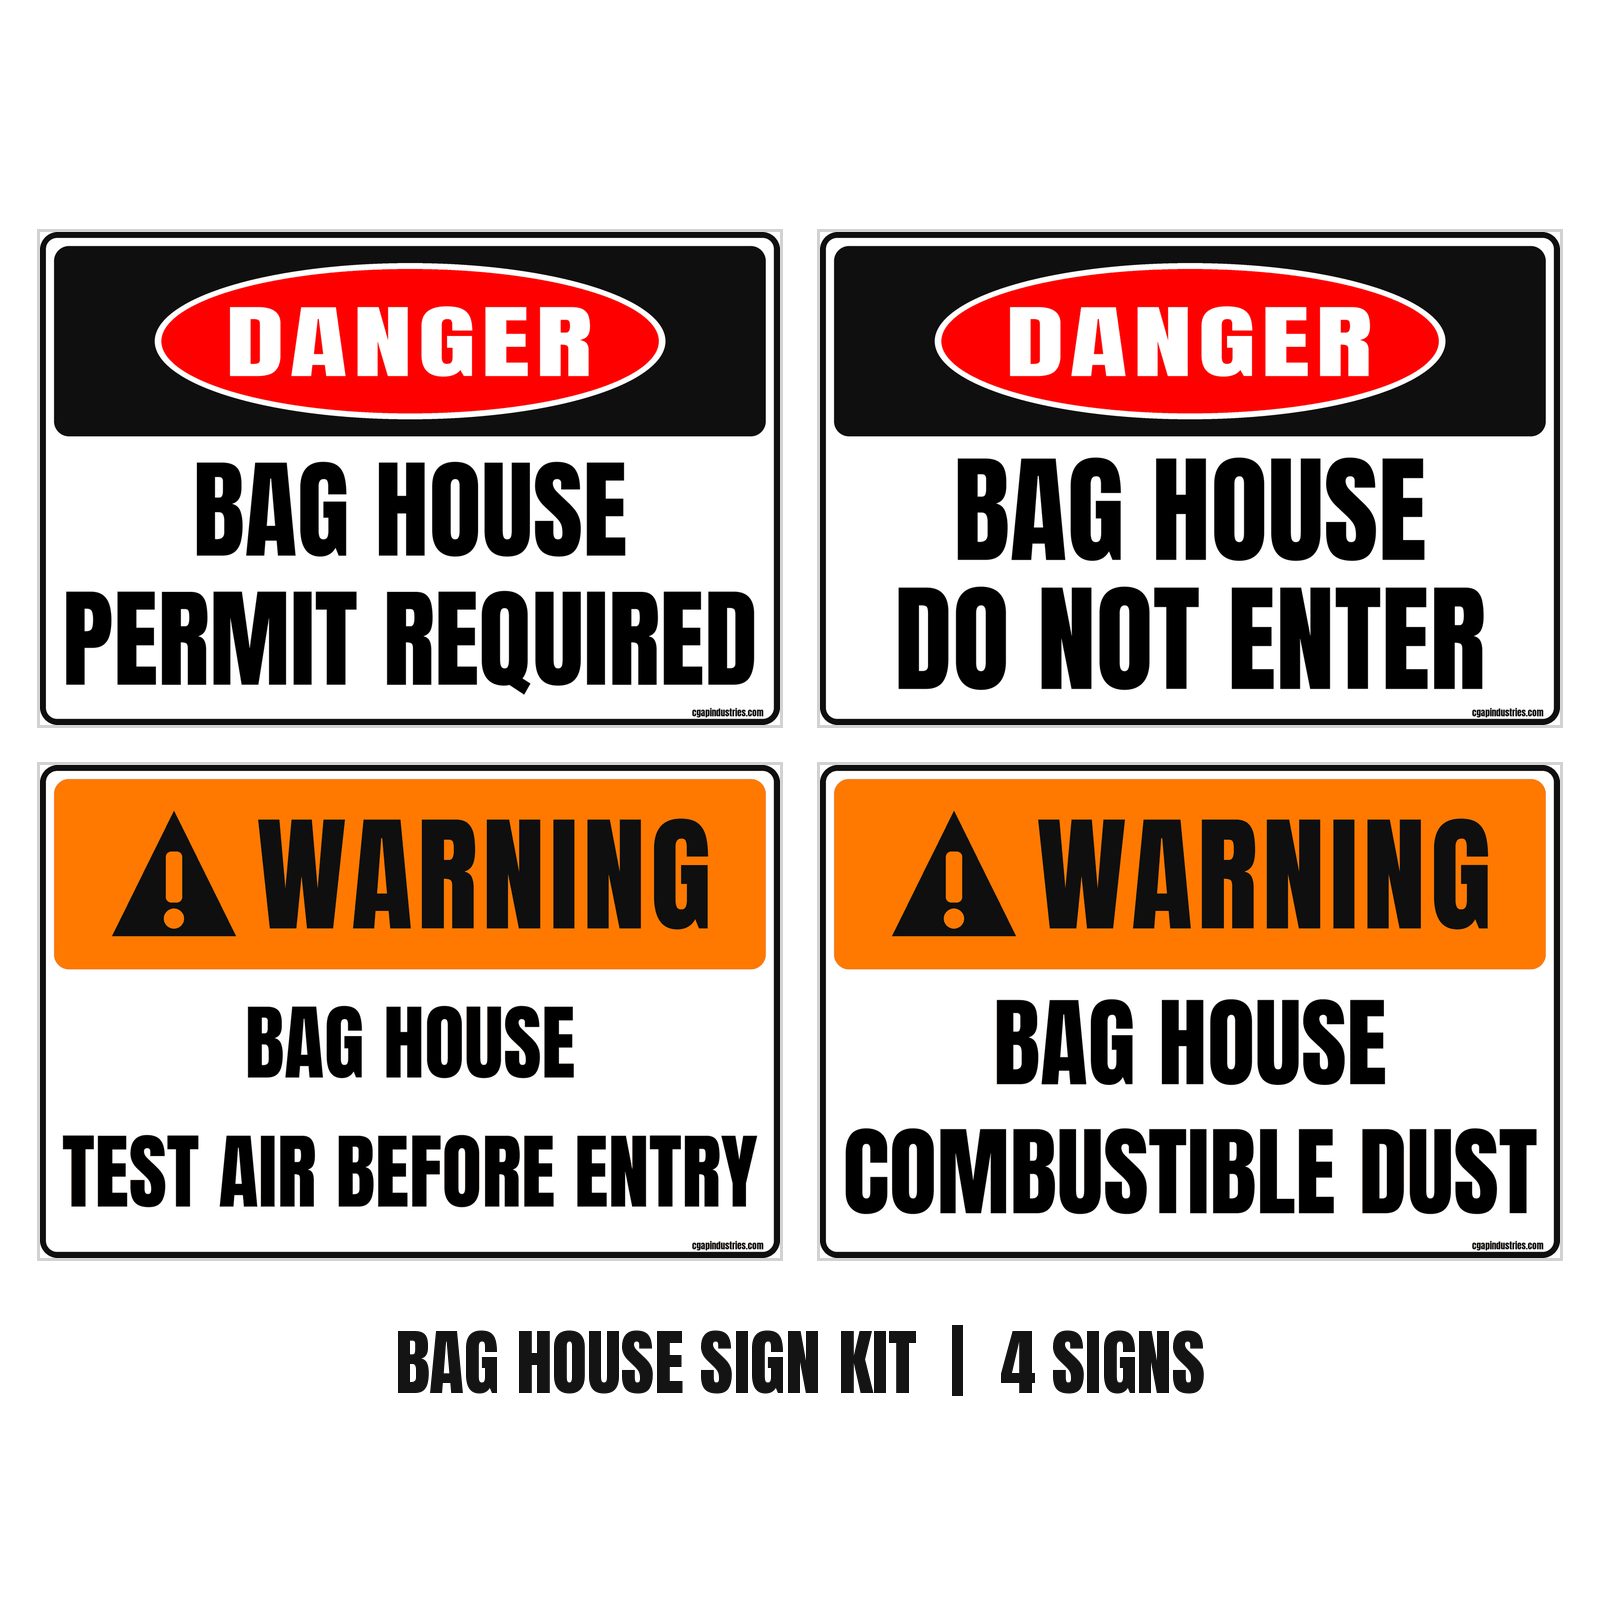 DANGER
BAG HOUSE
PERMIT REQUIRED
cgapindustries.com
DANGER
BAG HOUSE
DO NOT ENTER
cgapindustries.com
WARNING
BAG HOUSE
TEST AIR BEFORE ENTRY
cgapindustries.com
WARNING
BAG HOUSE
COMBUSTIBLE DUST
cgapindustries.com
BAG HOUSE SIGN KIT | 4 SIGNS